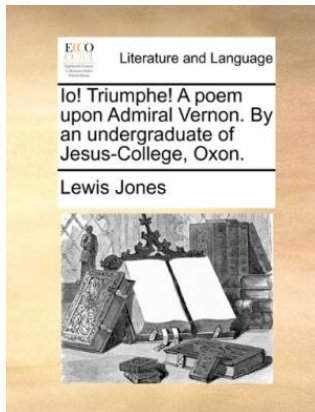 ECCO
Literature and Language
Io! Triumphe! A poem
upon Admiral Vernon. By
an undergraduate of
Jesus-College, Oxon.
Lewis Jones